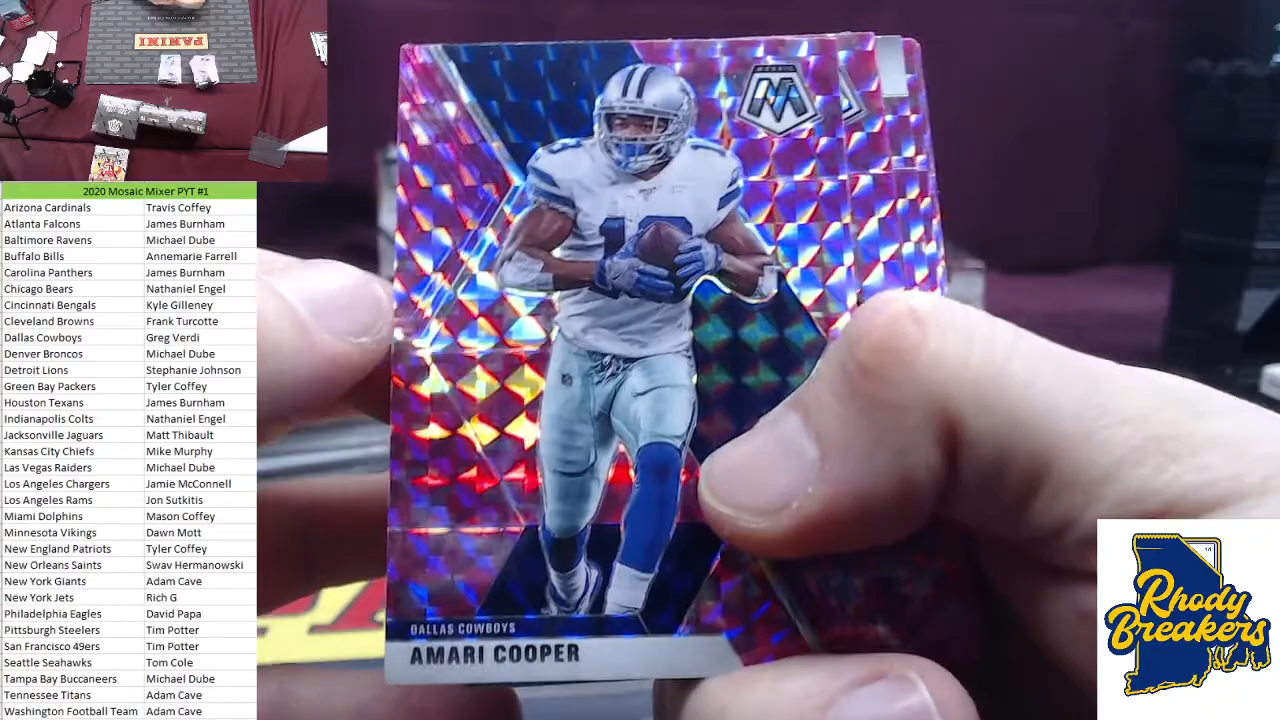 PANINI
2020 Mosaic Mixer PYT #1
Arizona Cardinals Travis Coffey
Atlanta Falcons James Burnham
Baltimore Ravens Michael Dube
Buffalo Bills Annemarie Farrell
Carolina Panthers James Burnham
Chicago Bears Nathaniel Engel
Cincinnati Bengals Kyle Gilleney
Cleveland Browns Frank Turcotte
Dallas Cowboys Greg Verdi
Denver Broncos Michael Dube
Detroit Lions Stephanie Johnson
Green Bay Packers Tyler Coffey
Houston Texans James Burnham
Indianapolis Colts Nathaniel Engel
Jacksonville Jaguars Matt Thibault
Kansas City Chiefs Mike Murphy
Las Vegas Raiders Michael Dube
Los Angeles Chargers Jamie McConnell
Los Angeles Rams Jon Sutkitis
Miami Dolphins Mason Coffey
Minnesota Vikings Dawn Mott
New England Patriots Tyler Coffey
New Orleans Saints Swav Hermanowski
New York Giants Adam Cave
New York Jets Rich G
Philadelphia Eagles David Papa
Pittsburgh Steelers Tim Potter
San Francisco 49ers Tim Potter
Seattle Seahawks Tom Cole
Tampa Bay Buccaneers Michael Dube
Tennessee Titans Adam Cave
Washington Football Team Adam Cave
MOSAIC
19
DALLAS COWBOYS
AMARI COOPER
Rhody
Breakers